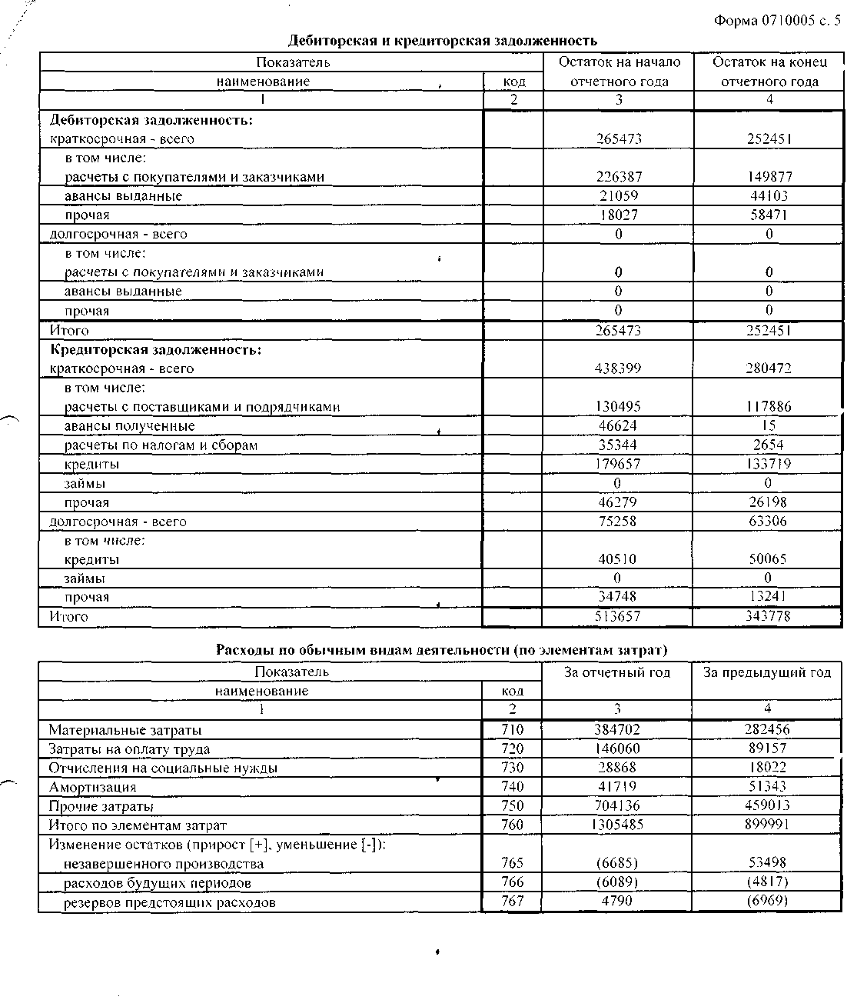 Форма 0710005 с. 5
Дебиторская и кредиторская задолженность
Показатель Остаток на начало отчетного года Остаток на конец отчетного года
наименование код
1 2 3 4
Дебиторская задолженность:
краткосрочная - всего 265473 252451
в том числе:
расчеты с покупателями и заказчиками 226387 149877
авансы выданные 21059 44103
прочая 18027 58471
долгосрочная - всего 0 0
в том числе:
расчеты с покупателями и заказчиками 0 0
авансы выданные 0 0
прочая 0 0
Итого 265473 252451
Кредиторская задолженность:
краткосрочная - всего 438399 280472
в том числе:
расчеты с поставщиками и подрядчиками 130495 117886
авансы полученные 46624 15
расчеты по налогам и сборам 35344 2654
кредиты 179657 133719
займы 0 0
прочая 46279 26198
долгосрочная - всего 75258 63306
в том числе:
кредиты 40510 50065
займы 0 0
прочая 34748 13241
Итого 513657 343778
Расходы по обычным видам деятельности (по элементам затрат)
Показатель За отчетный год За предыдущий год
наименование код
1 2 3 4
Материальные затраты 710 384702 282456
Затраты на оплату труда 720 146060 89157
Отчисления на социальные нужды 730 28868 18022
Амортизация 740 41719 51343
Прочие затраты 750 704136 459013
Итого по элементам затрат 760 1305485 899991
Изменение остатков (прирост [+], уменьшение [-]):
незавершенного производства 765 (6685) 53498
расходов будущих периодов 766 (6089) (4817)
резервов предстоящих расходов 767 4790 (6969)